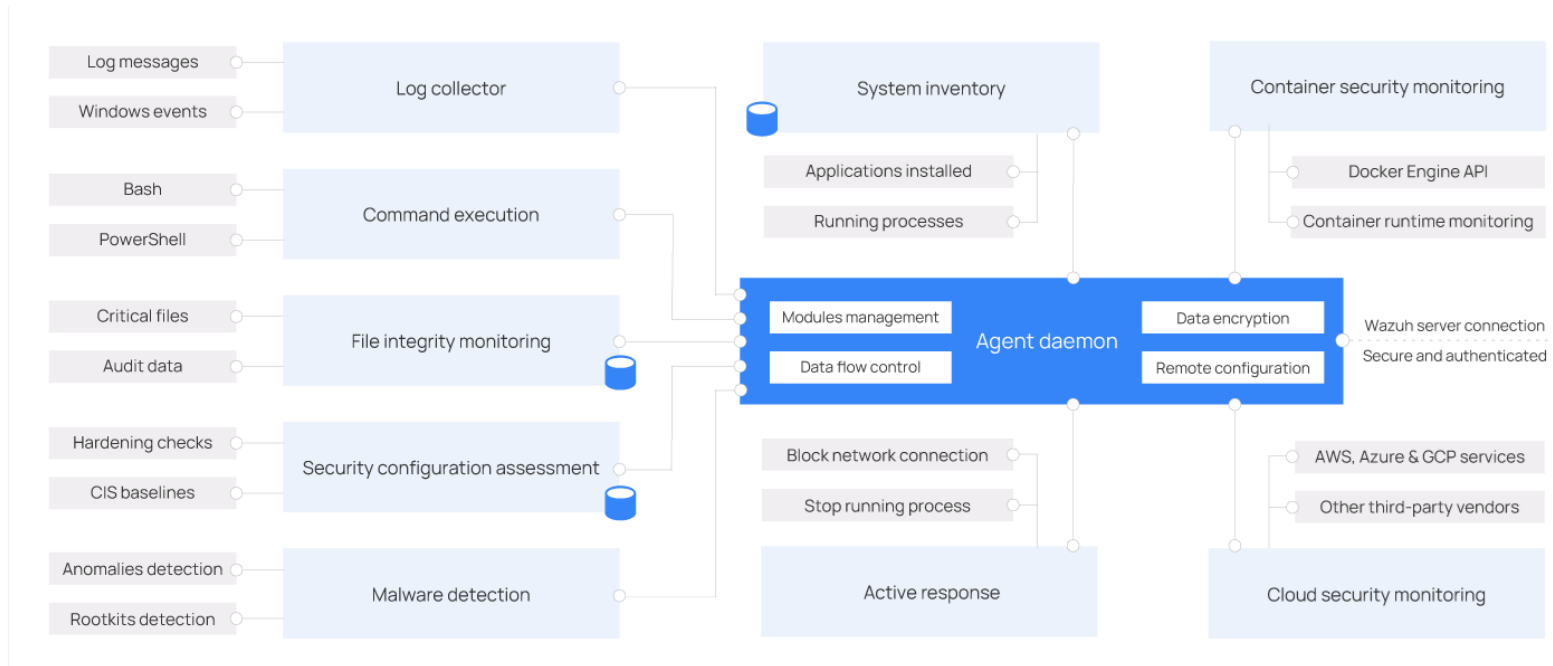 Log messages
Windows events
Log collector
Bash
PowerShell
Command execution
Critical files
Audit data
File integrity monitoring
Hardening checks
CIS baselines
Security configuration assessment
Anomalies detection
Rootkits detection
Malware detection
System inventory
Applications installed
Running processes
Container security monitoring
Docker Engine API
Container runtime monitoring
Modules management
Data flow control
Agent daemon
Data encryption
Remote configuration
Wazuh server connection
Secure and authenticated
Block network connection
Stop running process
Active response
AWS, Azure & GCP services
Other third-party vendors
Cloud security monitoring